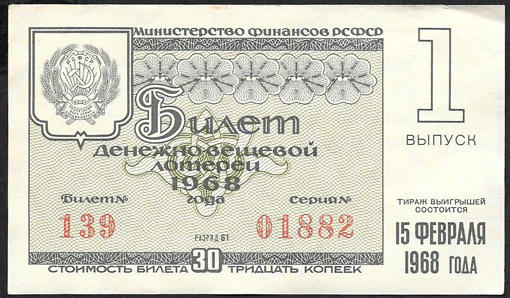 Министерство финансов РСФСР
РСФСР
1
ВЫПУСК
Билет
денежно-вещевой
лотереи
1968
года
Билет № Серия №
139 01882
РАЗРЯД 61
СТОИМОСТЬ БИЛЕТА 30 ТРИДЦАТЬ КОПЕЕК
ТИРАЖ ВЫИГРЫШЕЙ
СОСТОИТСЯ
15 ФЕВРАЛЯ
1968 ГОДА